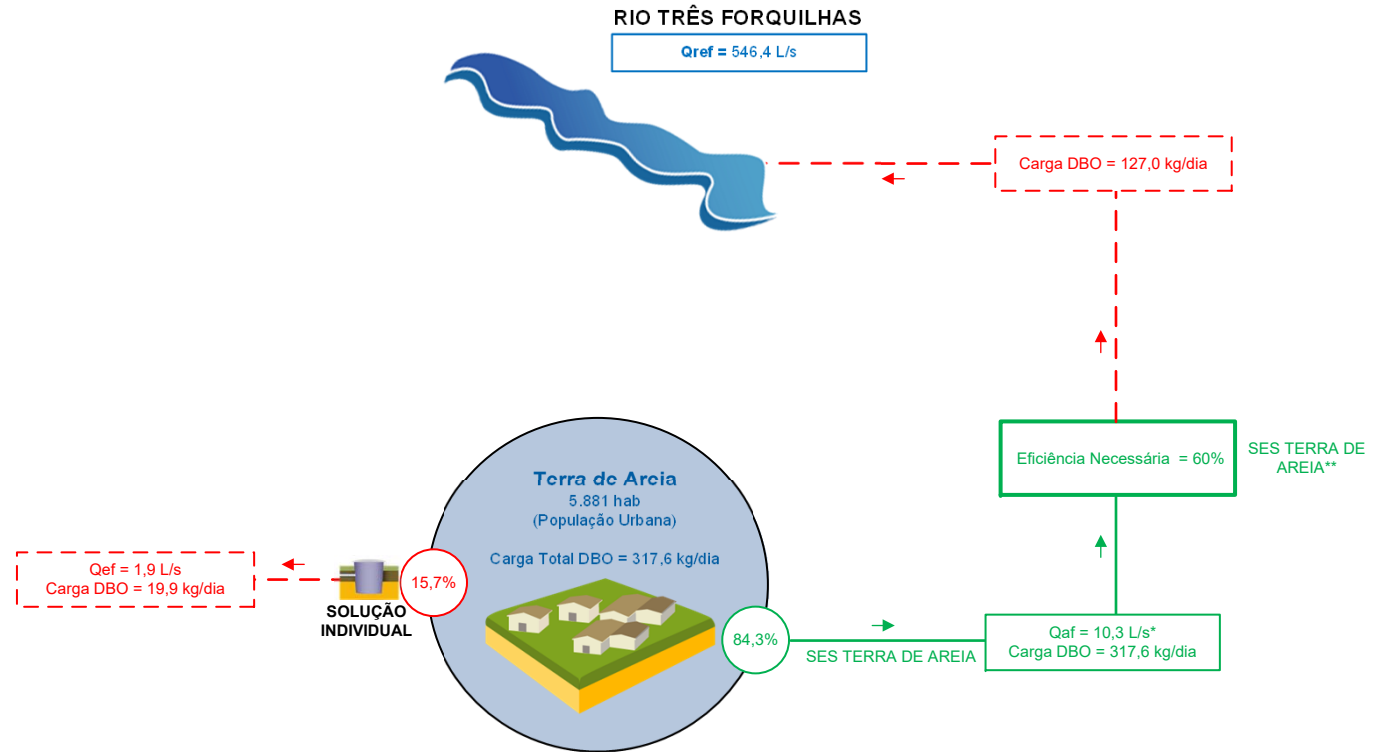 RIO TRÊS FORQUILHAS
Qref = 546,4 L/s
Carga DBO = 127,0 kg/dia
Eficiência Necessária = 60%
SES TERRA DE
AREIA**
Terra de Areia
5.881 hab
(População Urbana)
Carga Total DBO = 317,6 kg/dia
Qef = 1,9 L/s
Carga DBO = 19,9 kg/dia
15,7%
SOLUÇÃO
INDIVIDUAL
84,3%
SES TERRA DE AREIA
Qaf = 10,3 L/s*
Carga DBO = 317,6 kg/dia